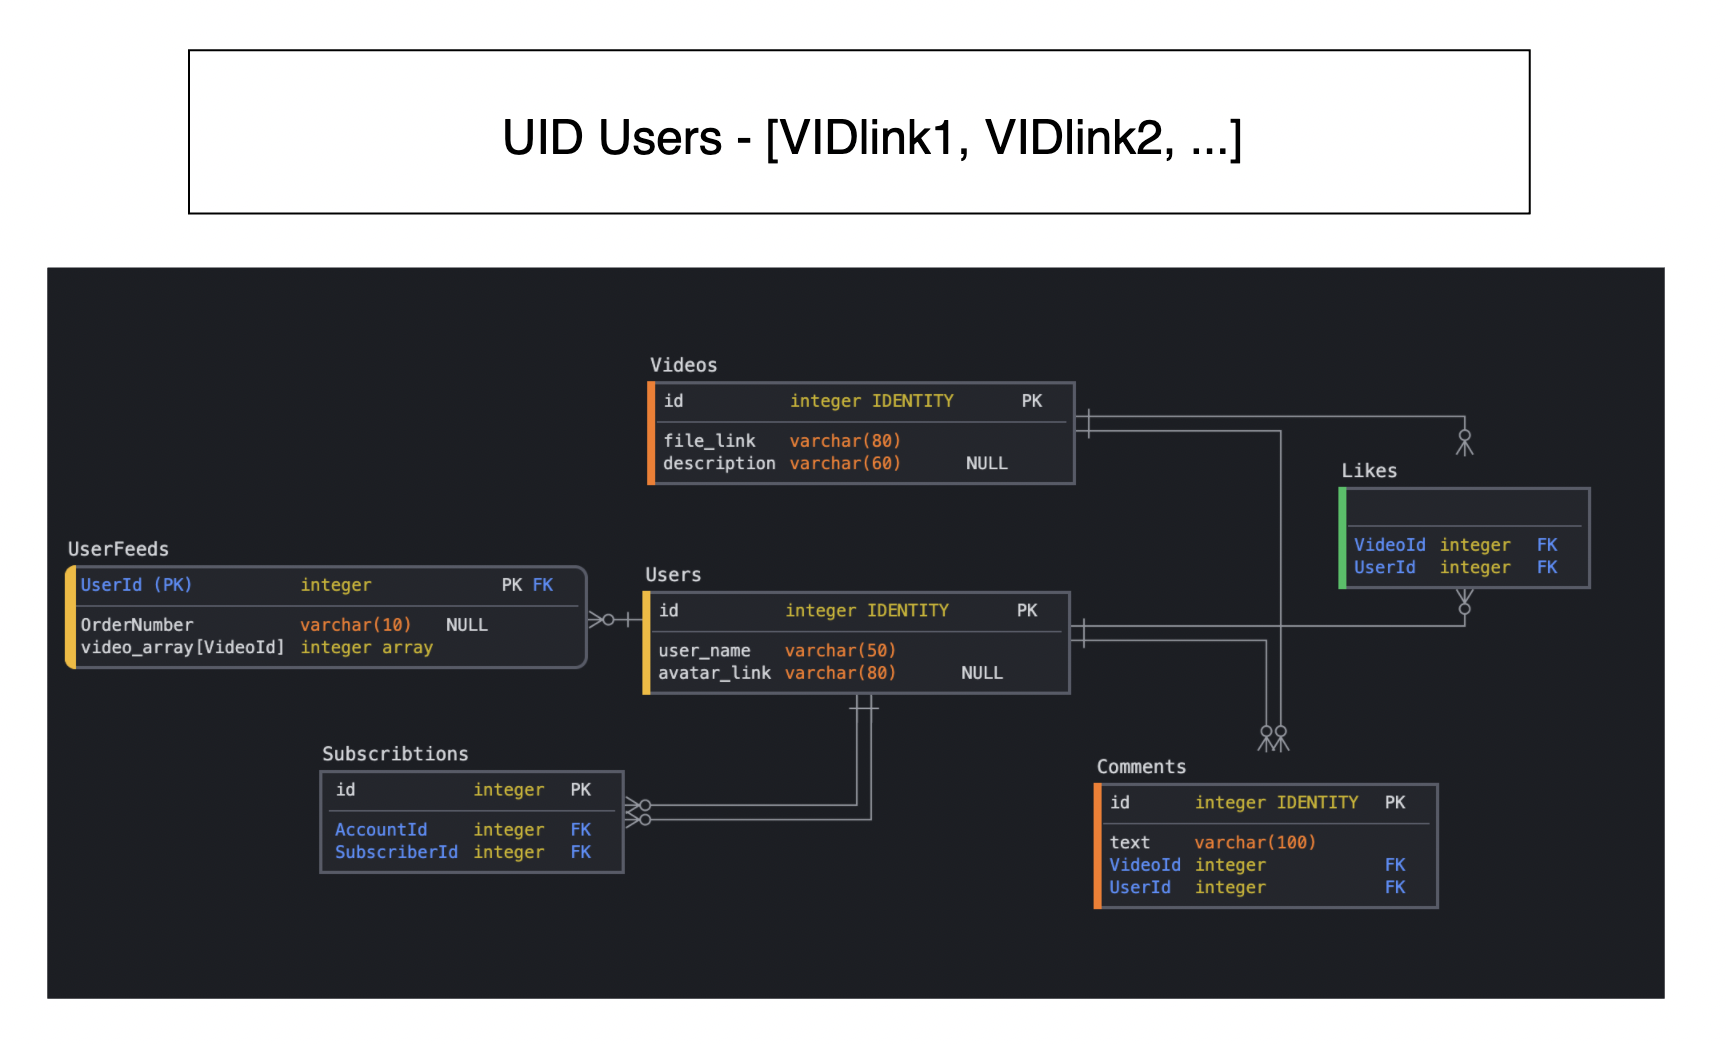 UID Users - [VIDlink1, VIDlink2, ...]
Videos
id integer IDENTITY PK
file_link varchar(80)
description varchar(60) NULL
Likes
VideoId integer FK
UserId integer FK
UserFeeds
UserId (PK) integer PK FK
OrderNumber varchar(10) NULL
video_array[VideoId] integer array
Users
id integer IDENTITY PK
user_name varchar(50)
avatar_link varchar(80) NULL
Subscribtions
id integer PK
AccountId integer FK
SubscriberId integer FK
Comments
id integer IDENTITY PK
text varchar(100)
VideoId integer FK
UserId integer FK